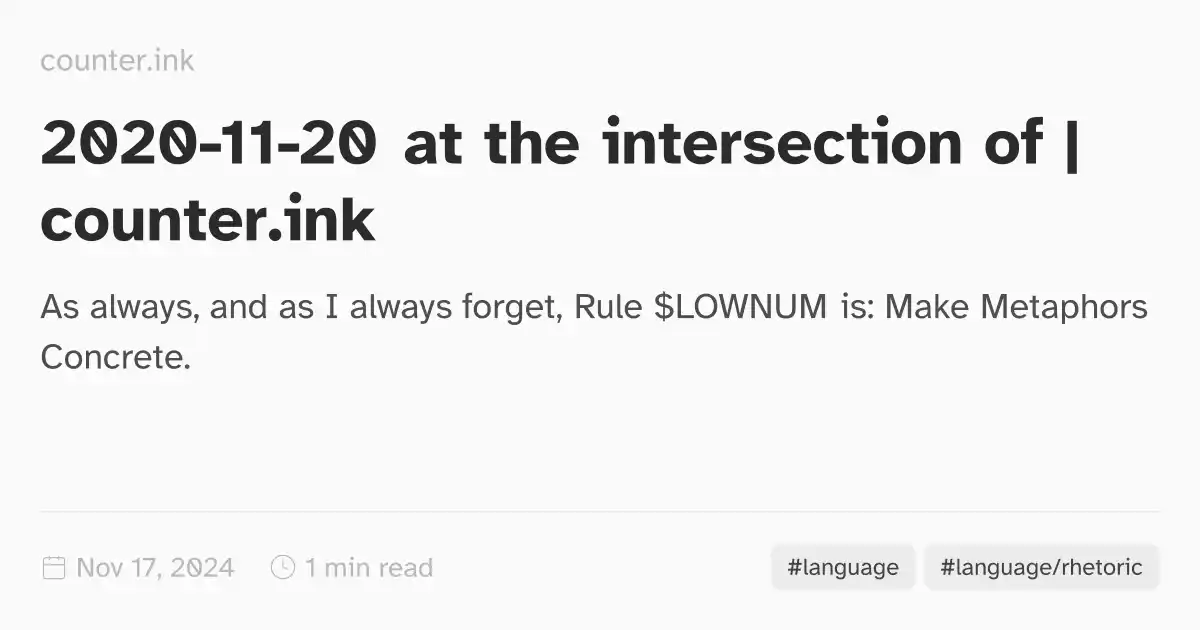 counter.ink
2020-11-20 at the intersection of |
counter.ink
As always, and as I always forget, Rule $LOWNUM is: Make Metaphors
Concrete.
Nov 17, 2024 1 min read #language #language/rhetoric